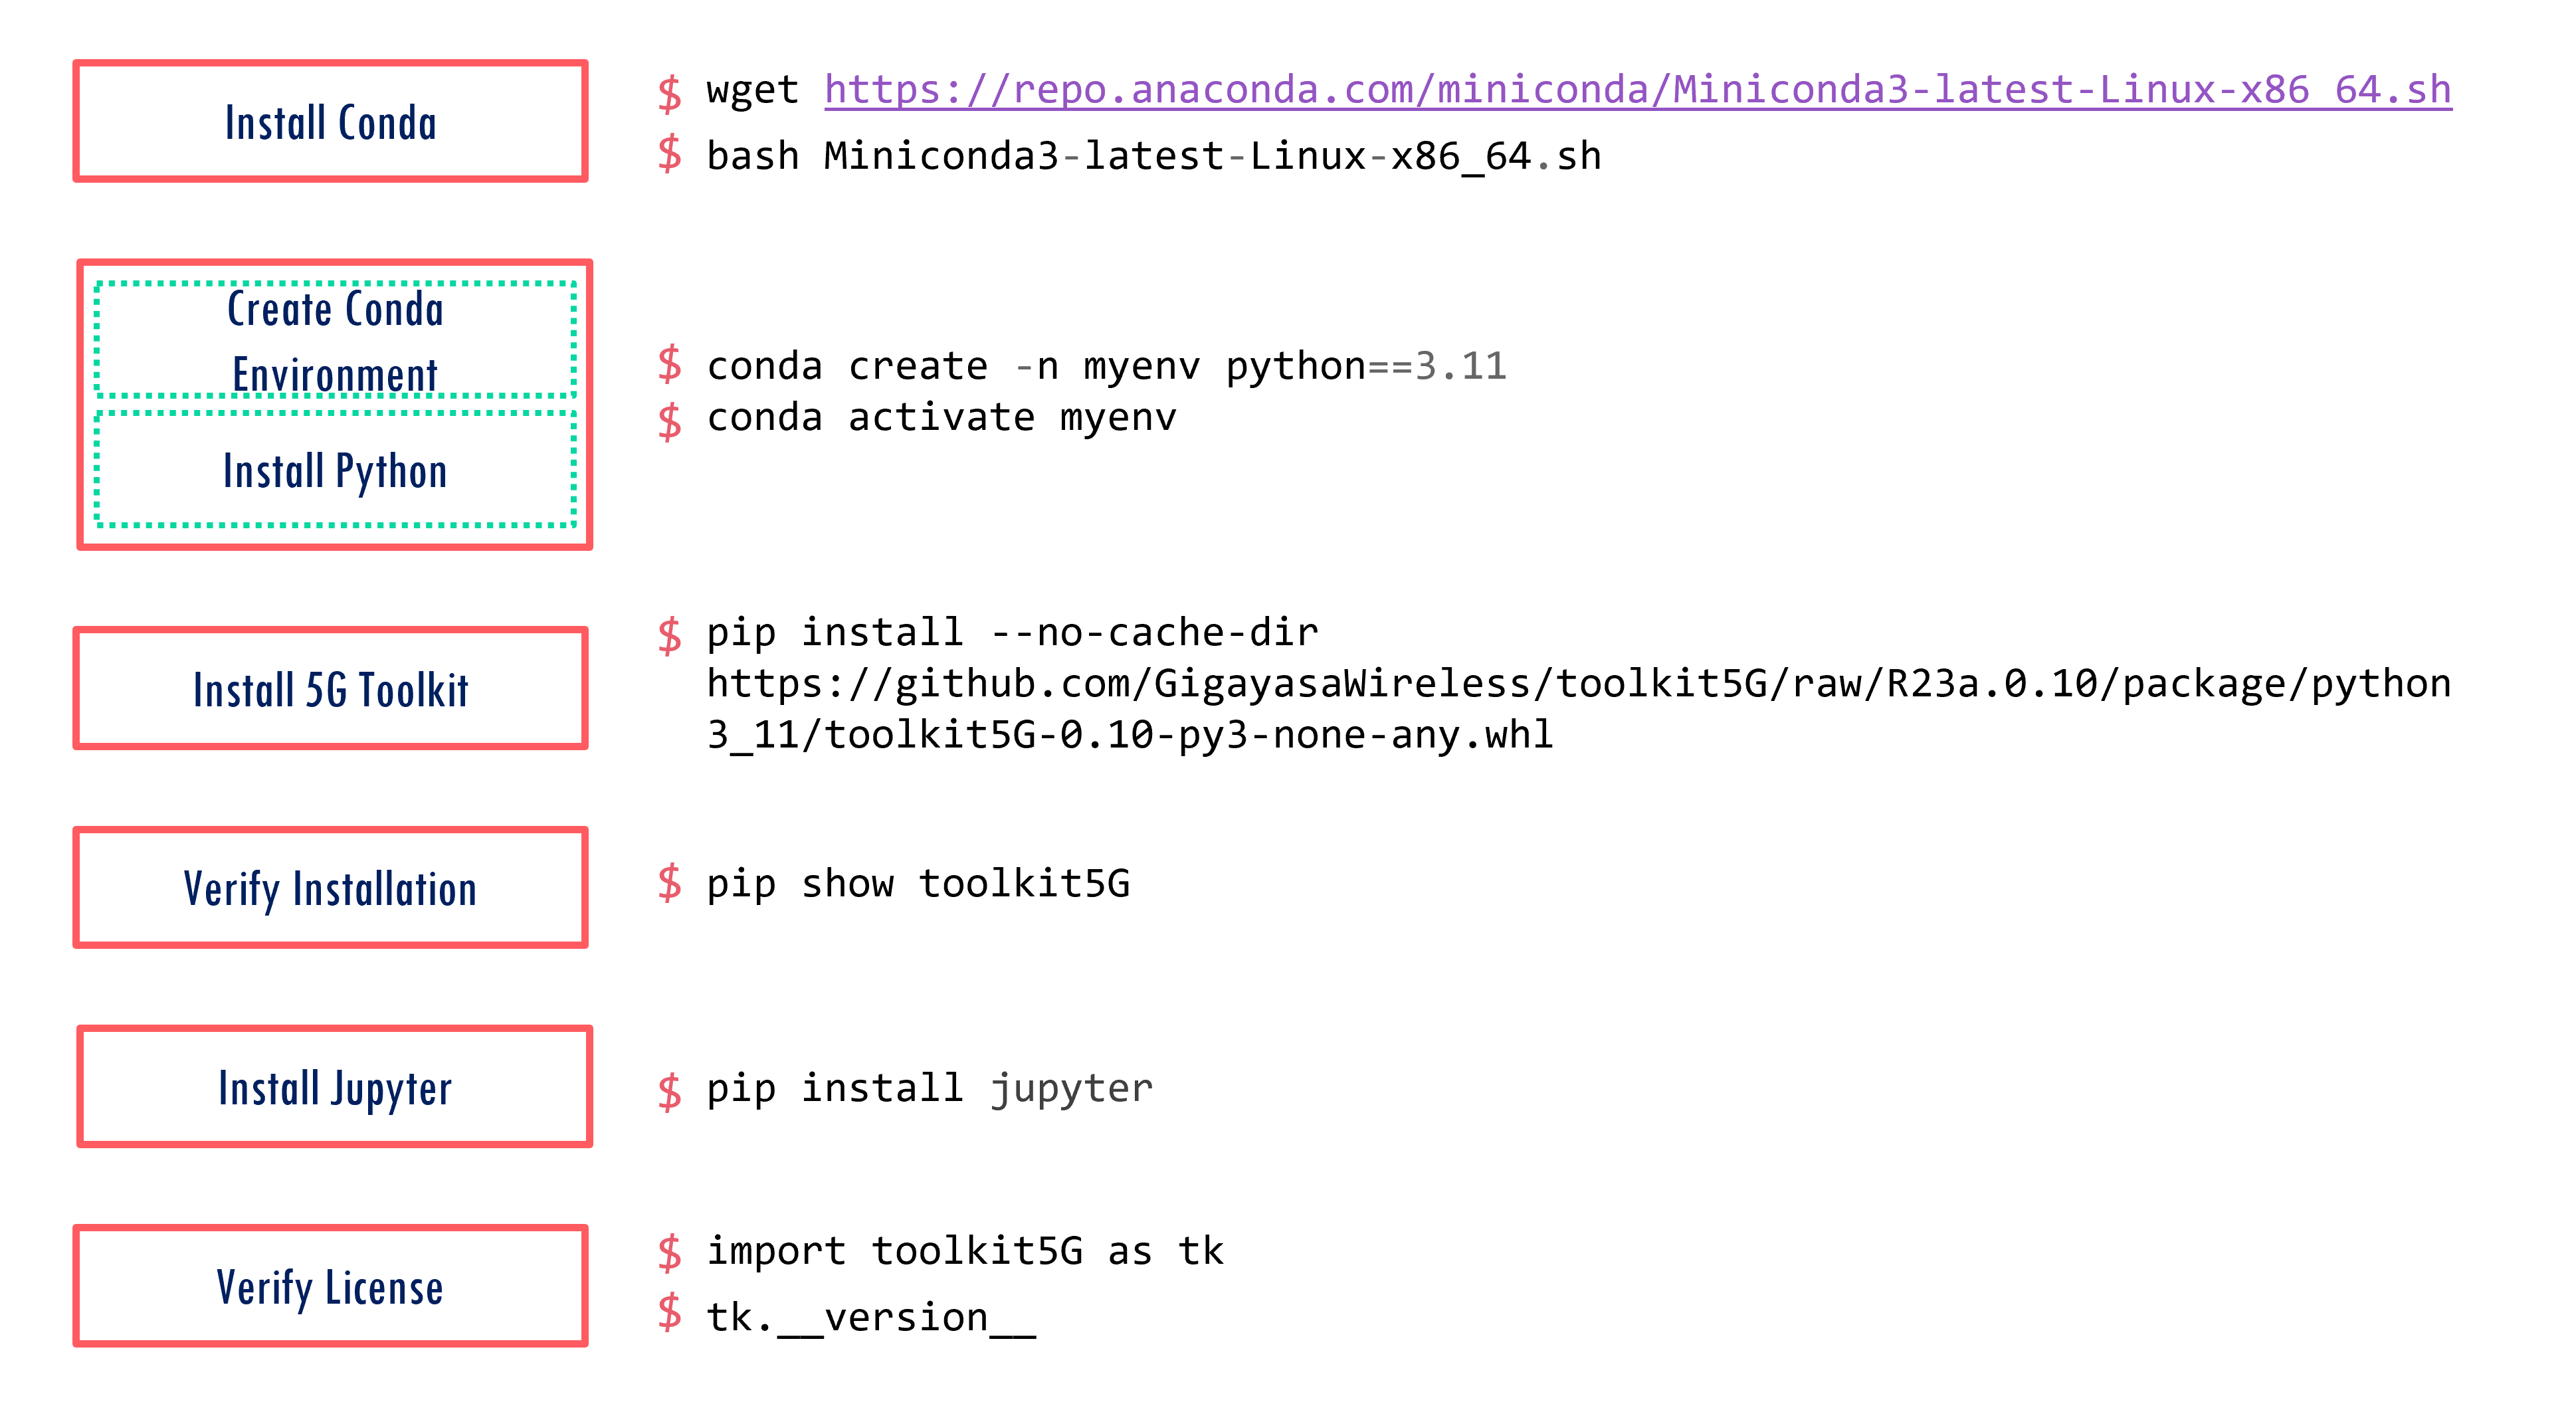 Install Conda
$ wget https://repo.anaconda.com/miniconda/Miniconda3-latest-Linux-x86_64.sh
$ bash Miniconda3-latest-Linux-x86_64.sh
Create Conda
Environment
Install Python
$ conda create -n myenv python==3.11
$ conda activate myenv
Install 5G Toolkit
$ pip install --no-cache-dir
https://github.com/GigayasaWireless/toolkit5G/raw/R23a.0.10/package/python
3_11/toolkit5G-0.10-py3-none-any.whl
Verify Installation
$ pip show toolkit5G
Install Jupyter
$ pip install jupyter
Verify License
$ import toolkit5G as tk
$ tk.__version__